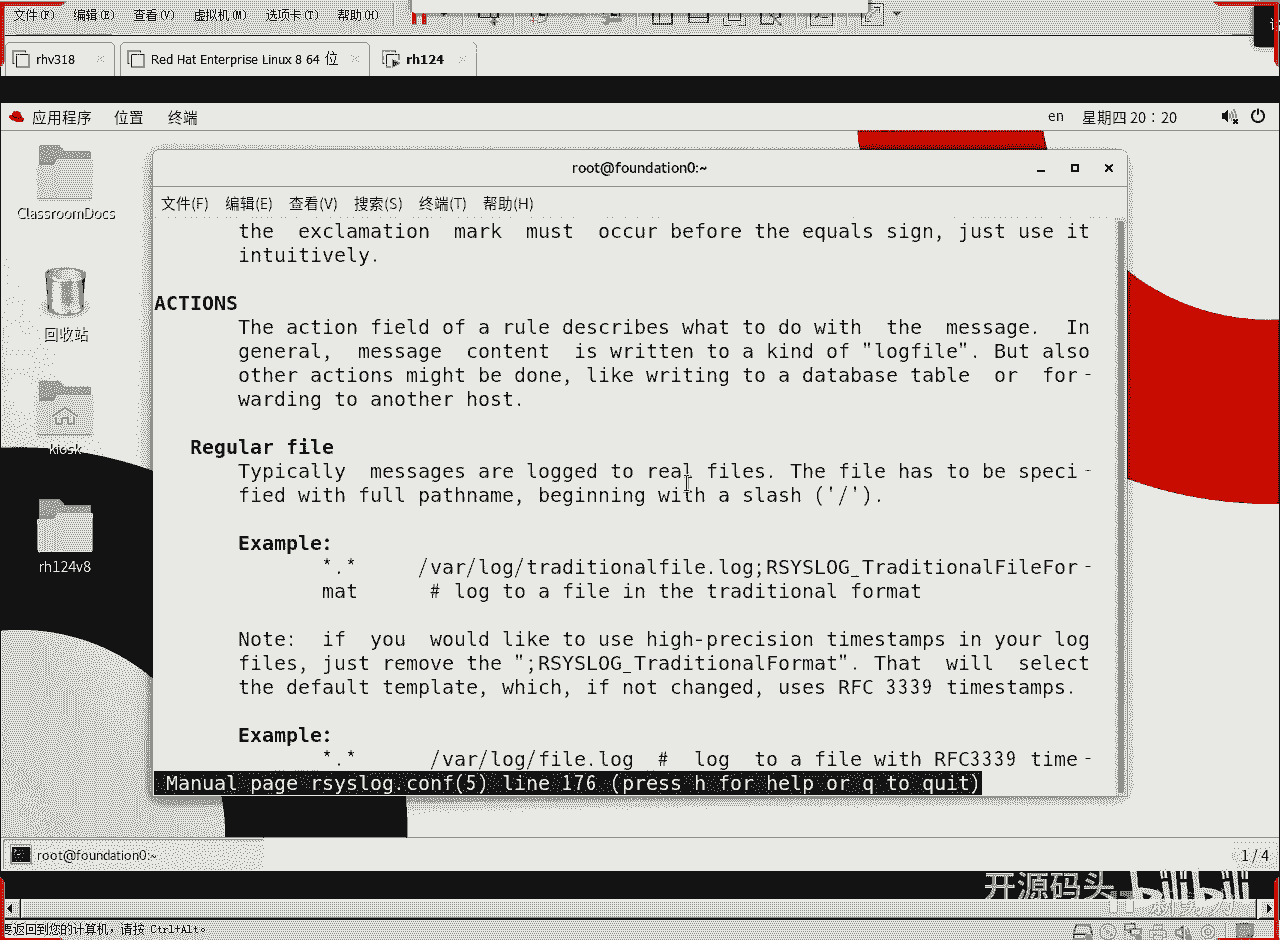 文件(F) 编辑(E) 查看(V) 虚拟机(M) 选项卡(T) 帮助(H)
rhv318 Red Hat Enterprise Linux 8 64 位 rh124
应用程序 位置 终端 en 星期四 20：20
ClassroomDocs
回收站
kiosk
rh124v8
root@foundation0:~
文件(F) 编辑(E) 查看(V) 搜索(S) 终端(T) 帮助(H)
the exclamation mark must occur before the equals sign, just use it
intuitively.
ACTIONS
The action field of a rule describes what to do with the message. In
general, message content is written to a kind of "logfile". But also
other actions might be done, like writing to a database table or for-
warding to another host.
Regular file
Typically messages are logged to real files. The file has to be speci-
fied with full pathname, beginning with a slash ('/').
Example:
*.* /var/log/traditionalfile.log;RSYSLOG_TraditionalFileFor-
mat # log to a file in the traditional format
Note: if you would like to use high-precision timestamps in your log
files, just remove the ";RSYSLOG_TraditionalFormat". That will select
the default template, which, if not changed, uses RFC 3339 timestamps.
Example:
*.* /var/log/file.log # log to a file with RFC3339 time-
Manual page rsyslog.conf(5) line 176 (press h for help or q to quit)
root@foundation0:~
1 / 4
开源码头 bilibili
要返回到您的计算机，请按 Ctrl+Alt。